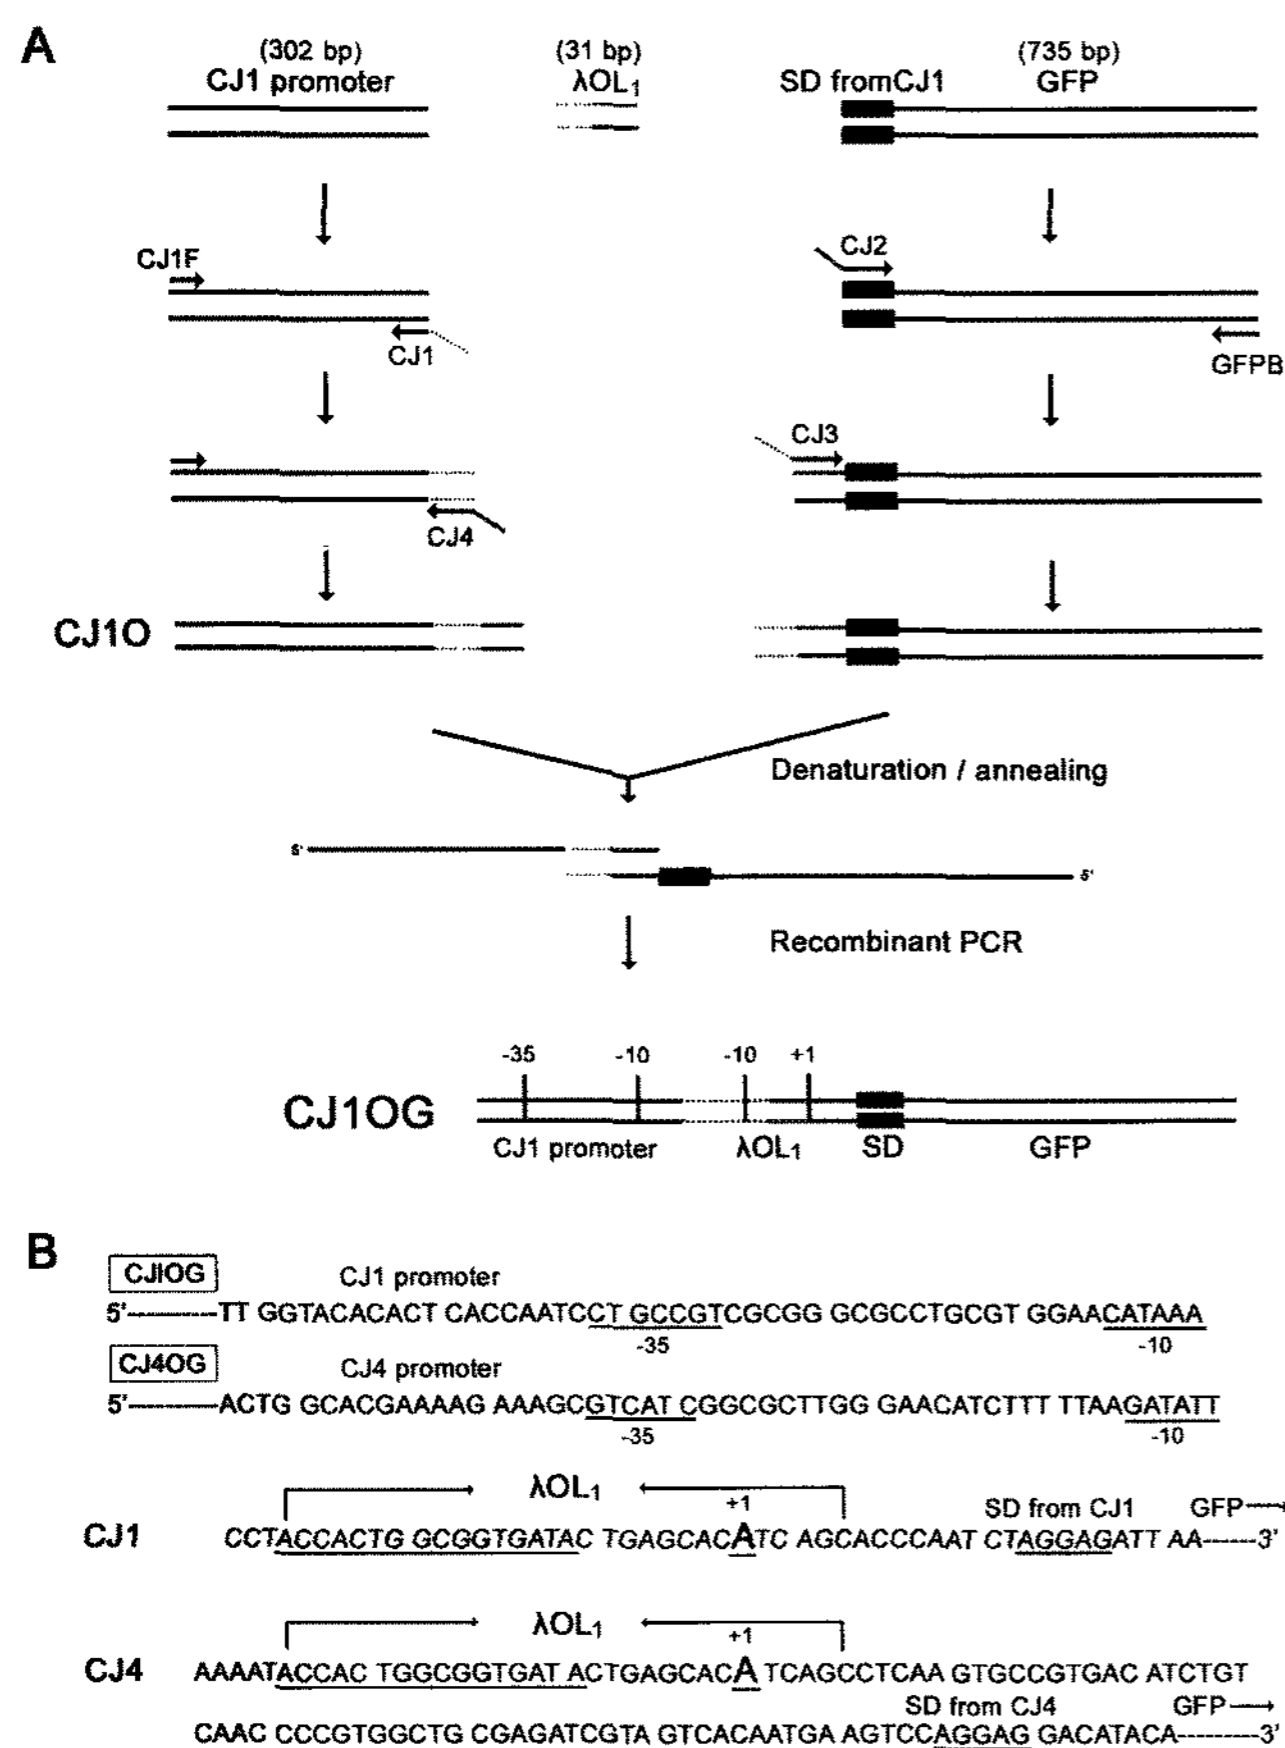 A
(302 bp) (31 bp) (735 bp)
CJ1 promoter λOL1 SD fromCJ1 GFP
CJ1F CJ2
CJ1 GFPB
CJ3
CJ4
CJ1O
Denaturation / annealing
5' 5'
Recombinant PCR
-35 -10 -10 +1
CJ1OG
CJ1 promoter λOL1 SD GFP
B
CJIOG CJ1 promoter
5'----------TT GGTACACACT CACCAATCCT GCCGTCGCGG GCGCCTGCGT GGAACATAAA
-35 -10
CJ4OG CJ4 promoter
5'----------ACTG GCACGAAAAG AAAGCGTCAT CGGCGCTTGG GAACATCTTT TTAAGATATT
-35 -10
λOL1 +1 SD from CJ1 GFP
CJ1 CCTACCACTG GCGGTGATAC TGAGCACATC AGCACCCAAT CTAGGAGATTAA------3'
λOL1 +1
CJ4 AAAATACCAC TGGCGGTGAT ACTGAGCACA TCAGCCTCAA GTGCCGTGAC ATCTGT
SD from CJ4 GFP
CAAC CCCGTGGCTG CGAGATCGTA GTCACAATGA AGTCCAGGAG GACATACA---------3'